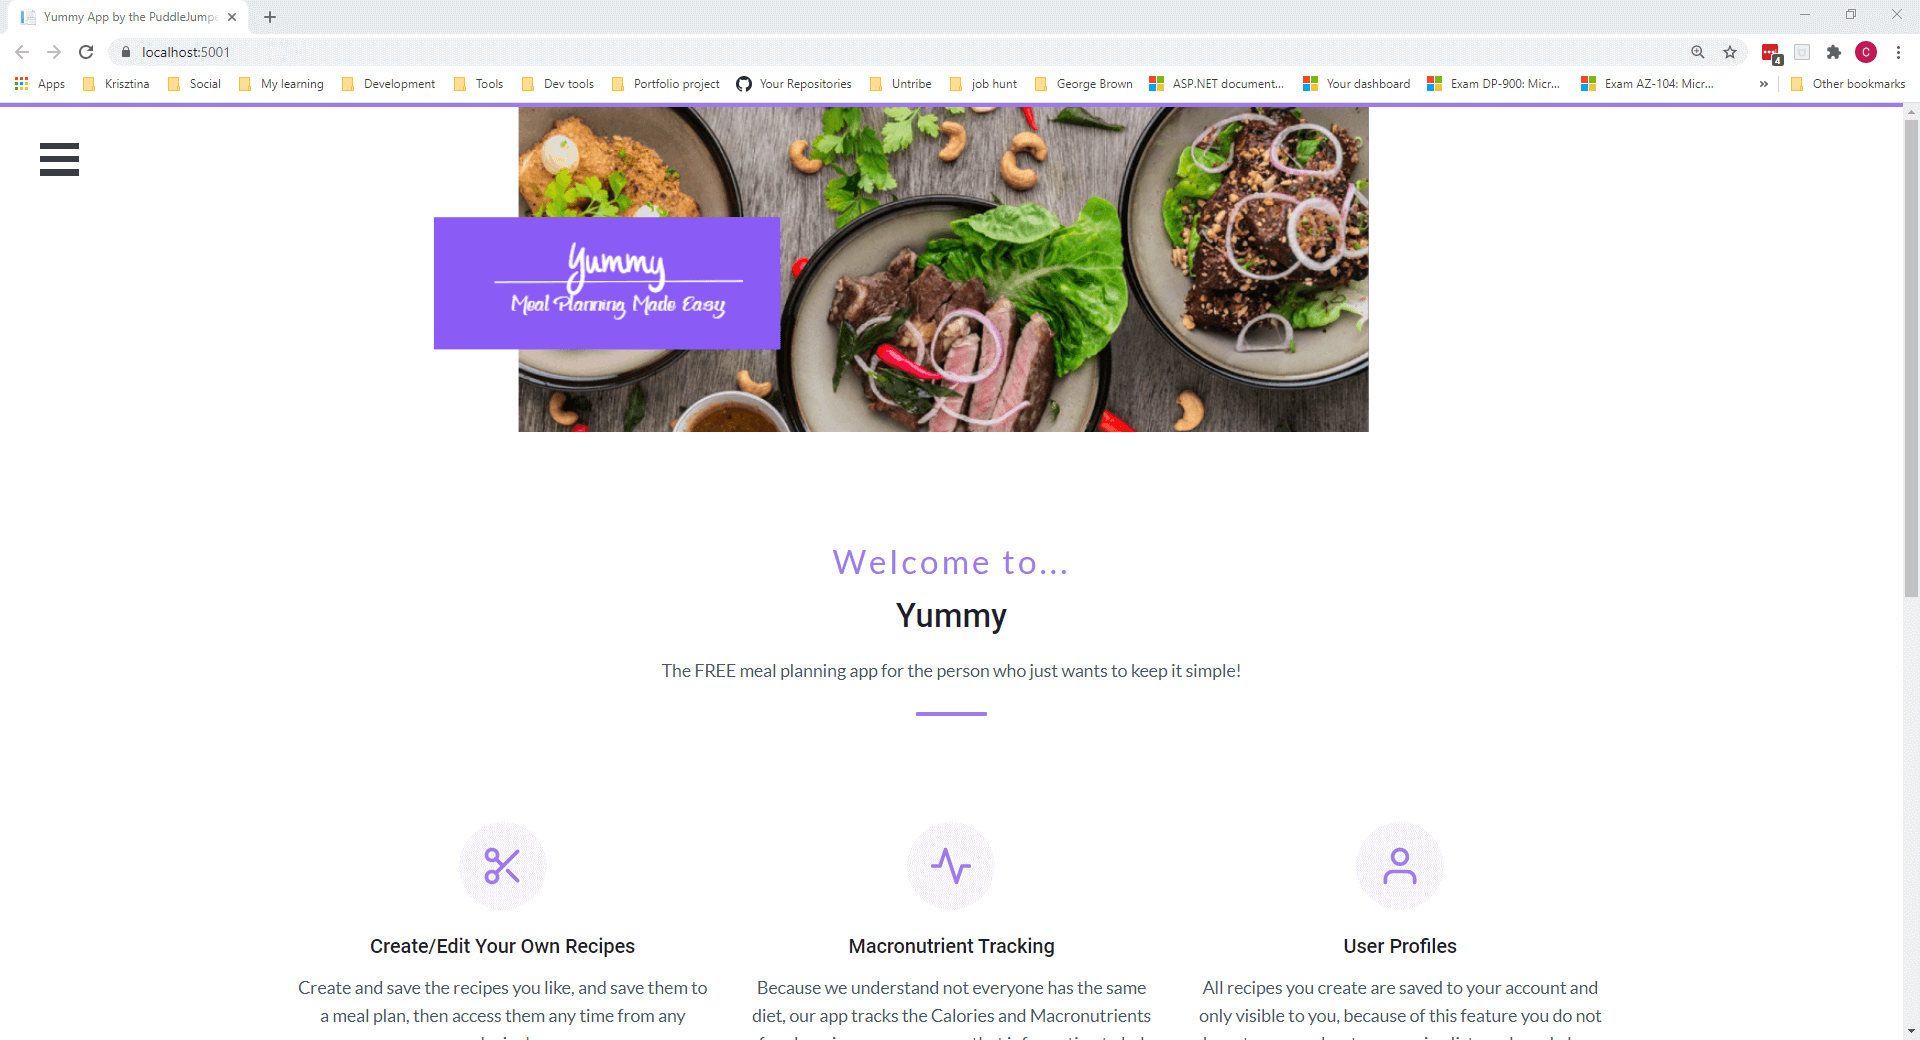 Yummy App by the PuddleJumpe
localhost:5001
4
C
Apps
Krisztina
Social
My learning
Development
Tools
Dev tools
Portfolio project
Your Repositories
Untribe
job hunt
George Brown
ASP.NET document...
Your dashboard
Exam DP-900: Micr...
Exam AZ-104: Micr...
»
Other bookmarks
Yummy
Meal Planning Made Easy
Welcome to...
Yummy
The FREE meal planning app for the person who just wants to keep it simple!
Create/Edit Your Own Recipes
Create and save the recipes you like, and save them to
a meal plan, then access them any time from any
Macronutrient Tracking
Because we understand not everyone has the same
diet, our app tracks the Calories and Macronutrients
User Profiles
All recipes you create are saved to your account and
only visible to you, because of this feature you do not